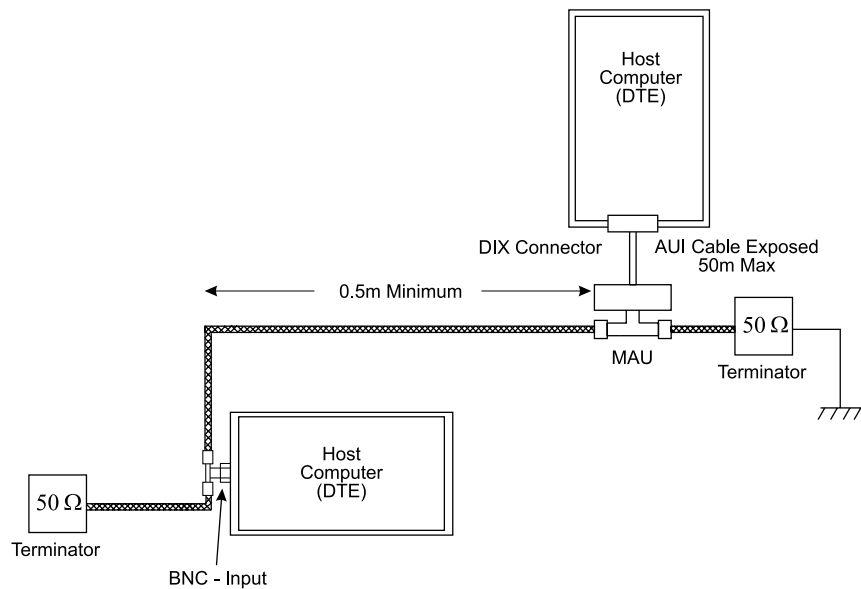 Host
Computer
(DTE)
DIX Connector
AUI Cable Exposed
50m Max
0.5m Minimum
50 Ω
Terminator
MAU
Host
Computer
(DTE)
50 Ω
Terminator
BNC - Input